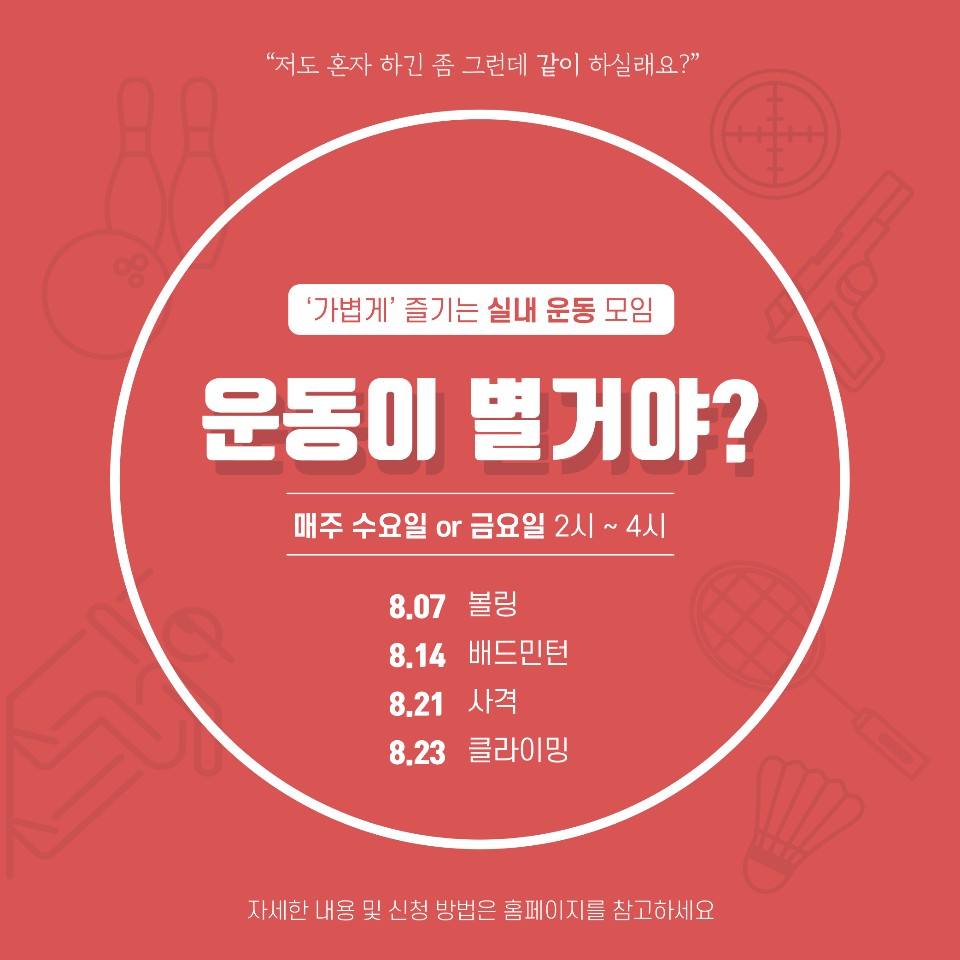 “저도 혼자 하긴 좀 그런데 같이 하실래요?”
‘가볍게’ 즐기는 실내 운동 모임
운동이 별거야?
매주 수요일 or 금요일 2시 ~ 4시
8.07 볼링
8.14 배드민턴
8.21 사격
8.23 클라이밍
자세한 내용 및 신청 방법은 홈페이지를 참고하세요